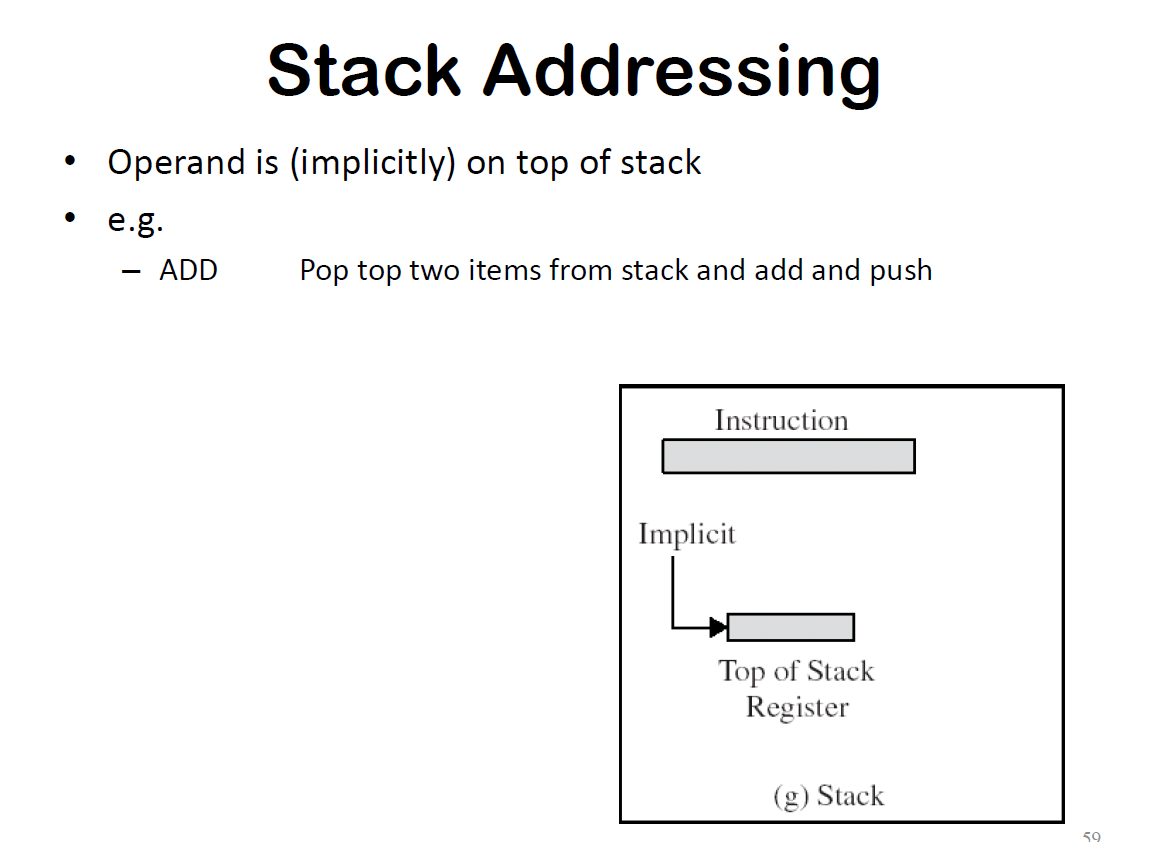 Stack Addressing
• Operand is (implicitly) on top of stack
• e.g.
– ADD Pop top two items from stack and add and push
Instruction
Implicit
Top of Stack
Register
(g) Stack
59